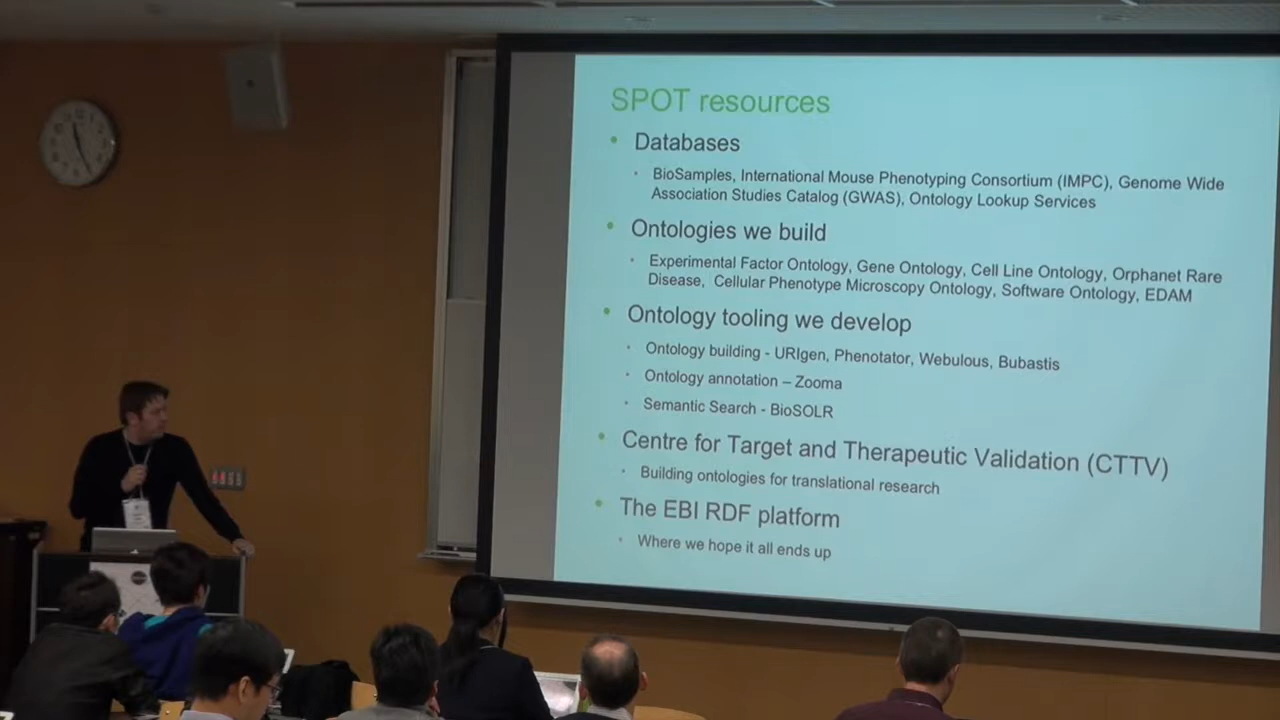 SPOT resources
Databases
BioSamples, International Mouse Phenotyping Consortium (IMPC), Genome Wide
Association Studies Catalog (GWAS), Ontology Lookup Services
Ontologies we build
Experimental Factor Ontology, Gene Ontology, Cell Line Ontology, Orphanet Rare
Disease, Cellular Phenotype Microscopy Ontology, Software Ontology, EDAM
Ontology tooling we develop
Ontology building - URIgen, Phenotator, Webulous, Bubastis
Ontology annotation – Zooma
Semantic Search - BioSOLR
Centre for Target and Therapeutic Validation (CTTV)
Building ontologies for translational research
The EBI RDF platform
Where we hope it all ends up